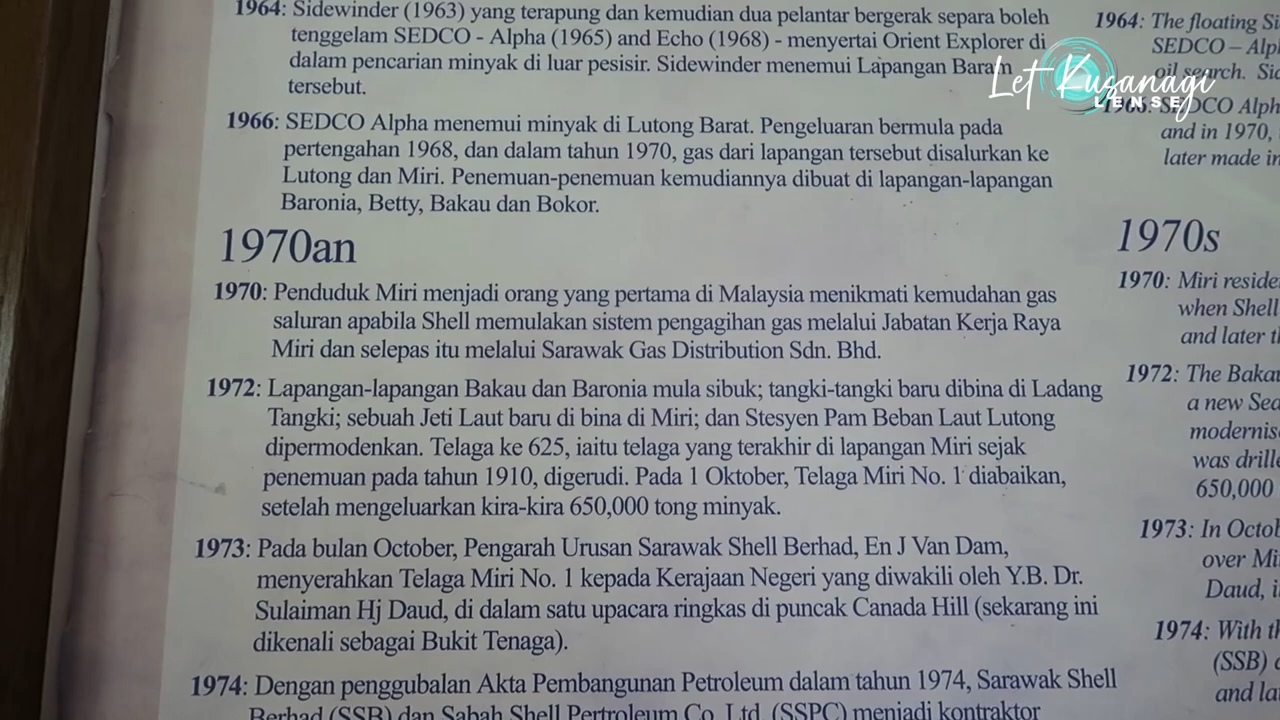 1964: Sidewinder (1963) yang terapung dan kemudian dua pelantar bergerak separa boleh
tenggelam SEDCO - Alpha (1965) and Echo (1968) - menyertai Orient Explorer di
dalam pencarian minyak di luar pesisir. Sidewinder menemui Lapangan Baram
tersebut.
1966: SEDCO Alpha menemui minyak di Lutong Barat. Pengeluaran bermula pada
pertengahan 1968, dan dalam tahun 1970, gas dari lapangan tersebut disalurkan ke
Lutong dan Miri. Penemuan-penemuan kemudiannya dibuat di lapangan-lapangan
Baronia, Betty, Bakau dan Bokor.
1970an
1970: Penduduk Miri menjadi orang yang pertama di Malaysia menikmati kemudahan gas
saluran apabila Shell memulakan sistem pengagihan gas melalui Jabatan Kerja Raya
Miri dan selepas itu melalui Sarawak Gas Distribution Sdn. Bhd.
1972: Lapangan-lapangan Bakau dan Baronia mula sibuk; tangki-tangki baru dibina di Ladang
Tangki; sebuah Jeti Laut baru di bina di Miri; dan Stesyen Pam Beban Laut Lutong
dipermodenkan. Telaga ke 625, iaitu telaga yang terakhir di lapangan Miri sejak
penemuan pada tahun 1910, digerudi. Pada 1 Oktober, Telaga Miri No. 1 diabaikan,
setelah mengeluarkan kira-kira 650,000 tong minyak.
1973: Pada bulan October, Pengarah Urusan Sarawak Shell Berhad, En J Van Dam,
menyerahkan Telaga Miri No. 1 kepada Kerajaan Negeri yang diwakili oleh Y.B. Dr.
Sulaiman Hj Daud, di dalam satu upacara ringkas di puncak Canada Hill (sekarang ini
dikenali sebagai Bukit Tenaga).
1974: Dengan penggubalan Akta Pembangunan Petroleum dalam tahun 1974, Sarawak Shell
Berhad (SSB) dan Sabah Shell Pertroleum Co. Ltd. (SSPC) menjadi kontraktor
Let Kusanagi
LENSE
1964: The floating
SEDCO – 
oil search.
SEDCO Alph
and in 1970,
later made in
1970s
1970: Miri
when Shell
and later
1972: The
a new
was
650,000
1973: In
over
Daud,
1974: With
(SSB)
and